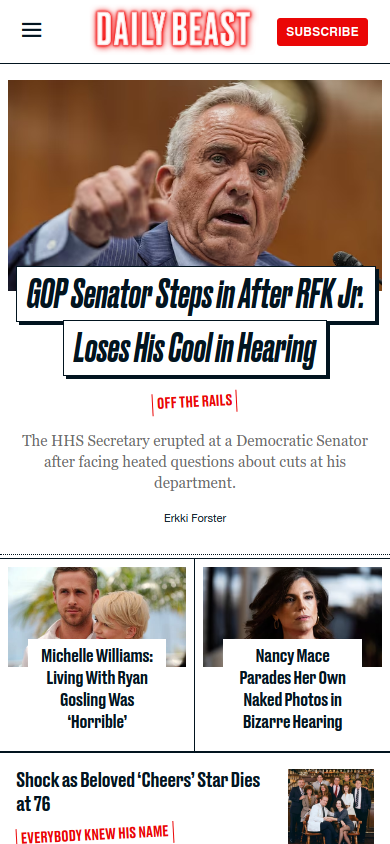 DAILY BEAST
SUBSCRIBE
GOP Senator Steps in After RFK Jr.
Loses His Cool in Hearing
OFF THE RAILS
The HHS Secretary erupted at a Democratic Senator
after facing heated questions about cuts at his
department.
Erkki Forster
Michelle Williams:
Living With Ryan
Gosling Was
‘Horrible’
Nancy Mace
Parades Her Own
Naked Photos in
Bizarre Hearing
Shock as Beloved ‘Cheers’ Star Dies
at 76
EVERYBODY KNEW HIS NAME